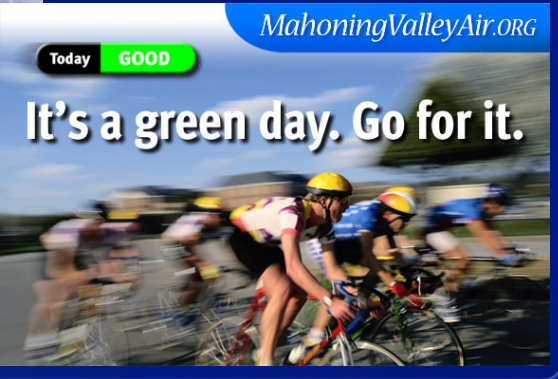 MahoningValleyAir.ORG
Today GOOD
It's a green day. Go for it.